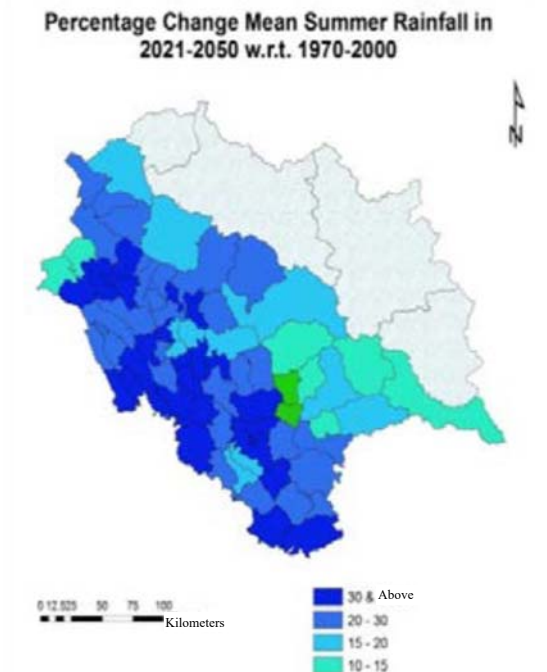 Percentage Change Mean Summer Rainfall in
2021-2050 w.r.t. 1970-2000
N
0 12.525 50 75 100
Kilometers
30 & Above
20 - 30
15 - 20
10 - 15